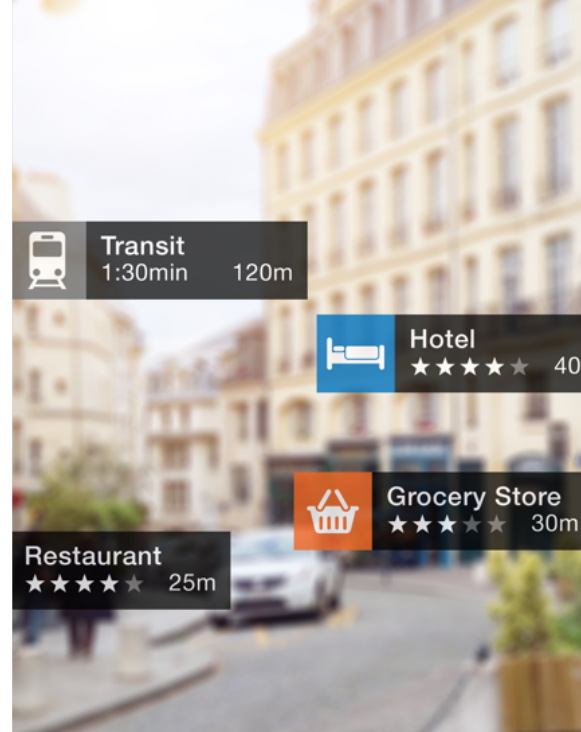 Transit
1:30min 120m
Hotel
★★★★★ 40
Grocery Store
★★★★★ 30m
Restaurant
★★★★★ 25m